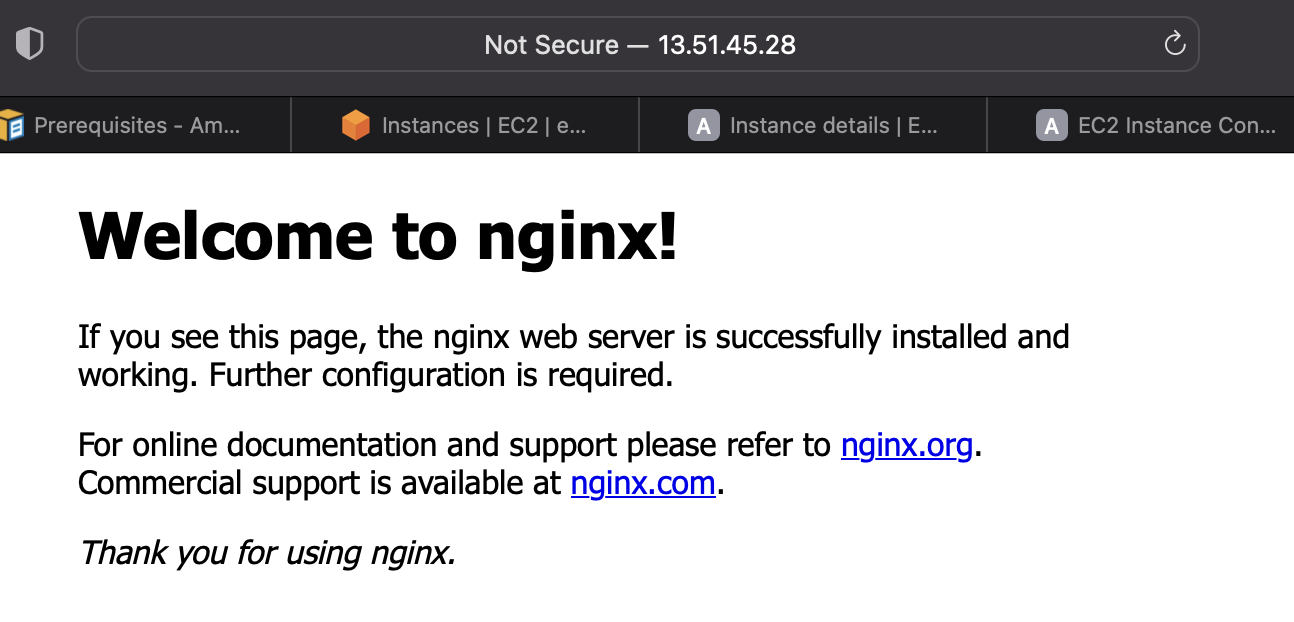 Not Secure — 13.51.45.28
Prerequisites - Am... Instances | EC2 | e... A Instance details | E... A EC2 Instance Con...
Welcome to nginx!
If you see this page, the nginx web server is successfully installed and
working. Further configuration is required.
For online documentation and support please refer to nginx.org.
Commercial support is available at nginx.com.
Thank you for using nginx.